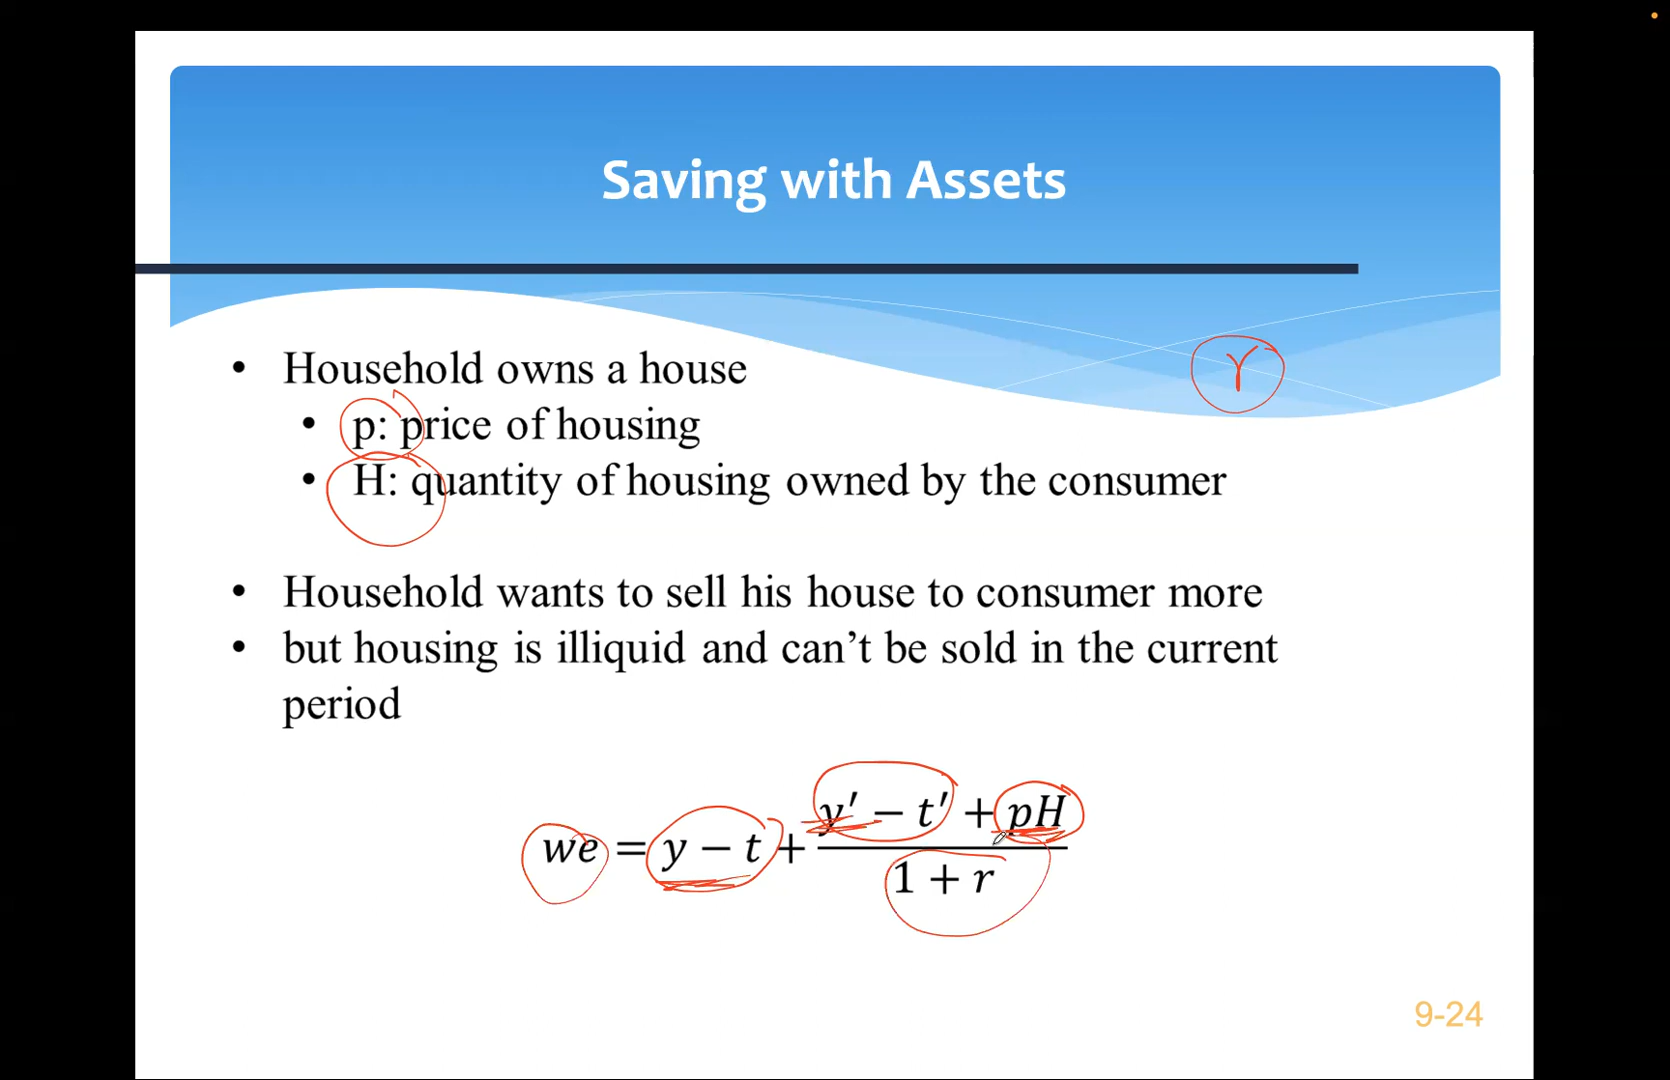 Saving with Assets
• Household owns a house
Y
• p: price of housing
• H: quantity of housing owned by the consumer
• Household wants to sell his house to consumer more
• but housing is illiquid and can’t be sold in the current
period
we = y − t + (y′ − t′ + pH) / (1 + r)
9-24